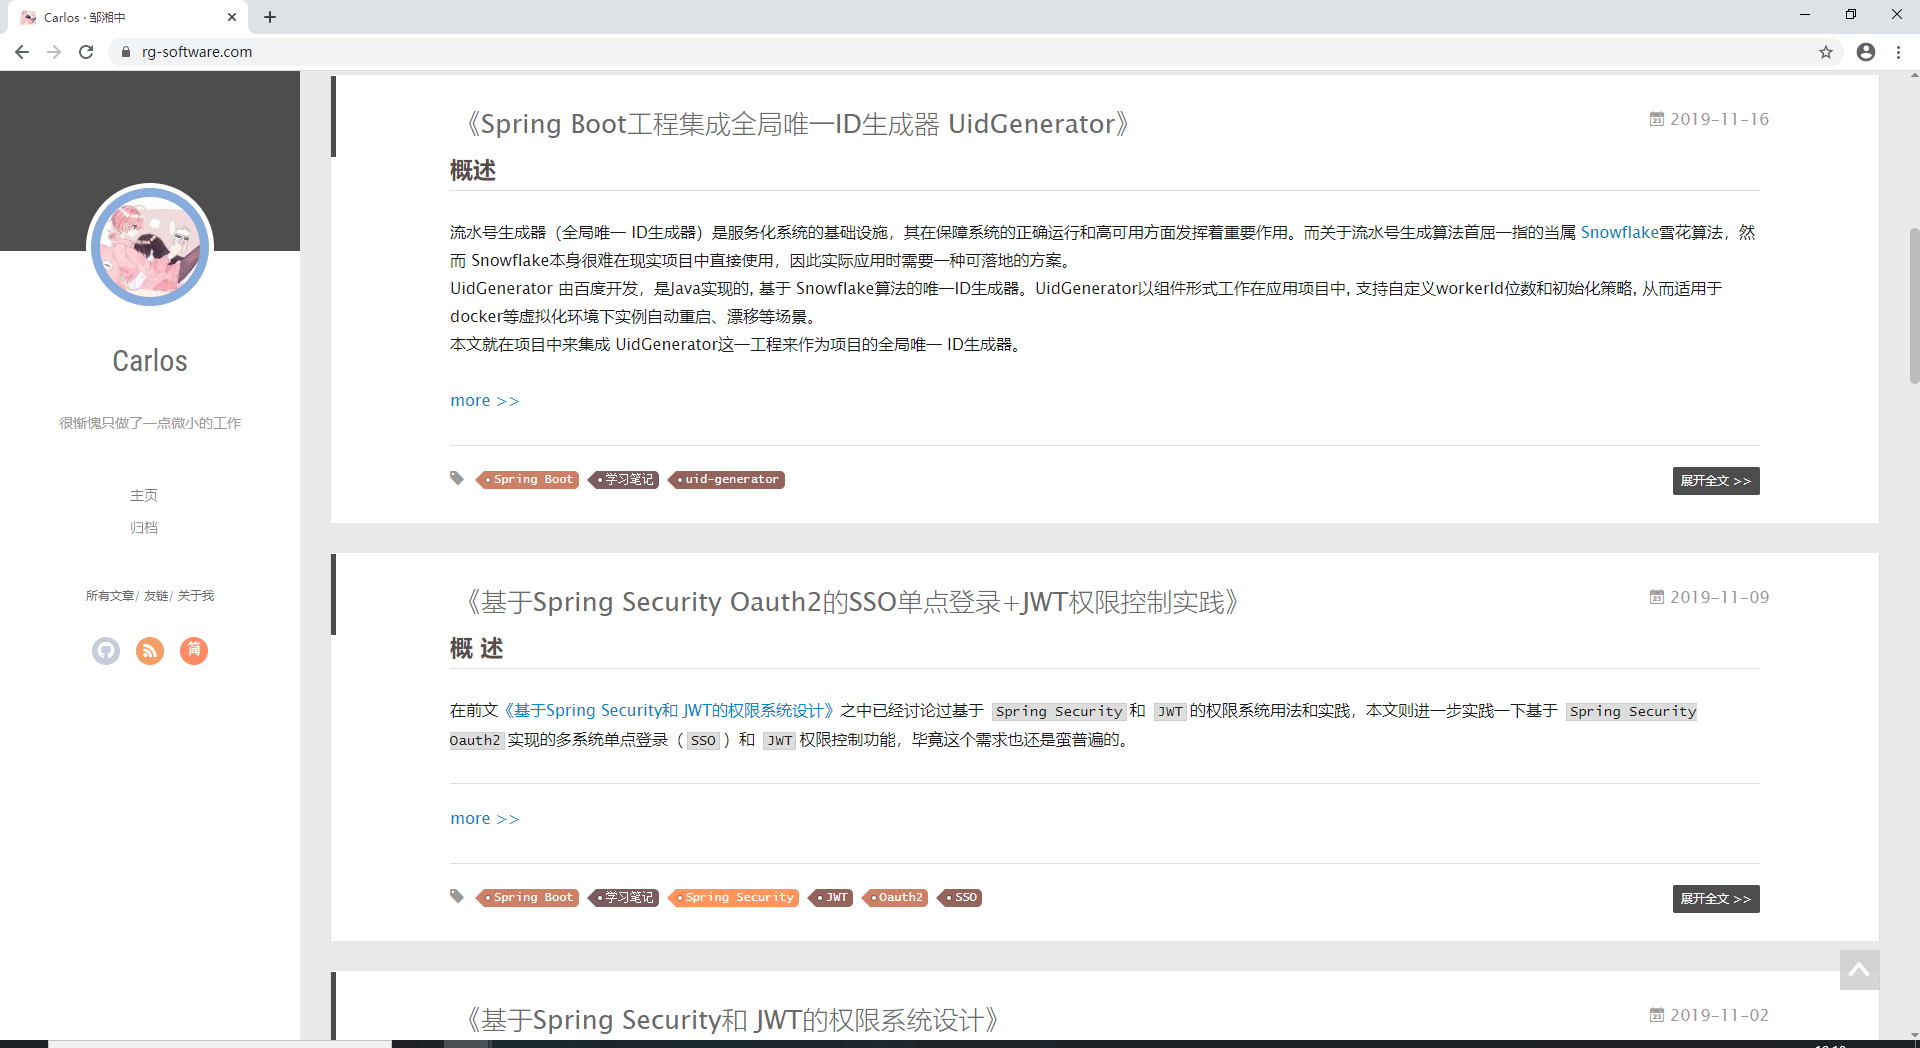 Carlos · 邹湘中
rg-software.com
Carlos
很惭愧只做了一点微小的工作
主页
归档
所有文章/ 友链/ 关于我
简
《Spring Boot工程集成全局唯一ID生成器 UidGenerator》
2019-11-16
概述
流水号生成器（全局唯一 ID生成器）是服务化系统的基础设施，其在保障系统的正确运行和高可用方面发挥着重要作用。而关于流水号生成算法首屈一指的当属 Snowflake雪花算法，然
而 Snowflake本身很难在现实项目中直接使用，因此实际应用时需要一种可落地的方案。
UidGenerator 由百度开发，是Java实现的, 基于 Snowflake算法的唯一ID生成器。UidGenerator以组件形式工作在应用项目中, 支持自定义workerId位数和初始化策略, 从而适用于
docker等虚拟化环境下实例自动重启、漂移等场景。
本文就在项目中来集成 UidGenerator这一工程来作为项目的全局唯一 ID生成器。
more >>
Spring Boot 学习笔记 uid-generator
展开全文 >>
《基于Spring Security Oauth2的SSO单点登录+JWT权限控制实践》
2019-11-09
概 述
在前文《基于Spring Security和 JWT的权限系统设计》之中已经讨论过基于 Spring Security 和 JWT 的权限系统用法和实践，本文则进一步实践一下基于 Spring Security
Oauth2 实现的多系统单点登录（ SSO ）和 JWT 权限控制功能，毕竟这个需求也还是蛮普遍的。
more >>
Spring Boot 学习笔记 Spring Security JWT Oauth2 SSO
展开全文 >>
《基于Spring Security和 JWT的权限系统设计》
2019-11-02